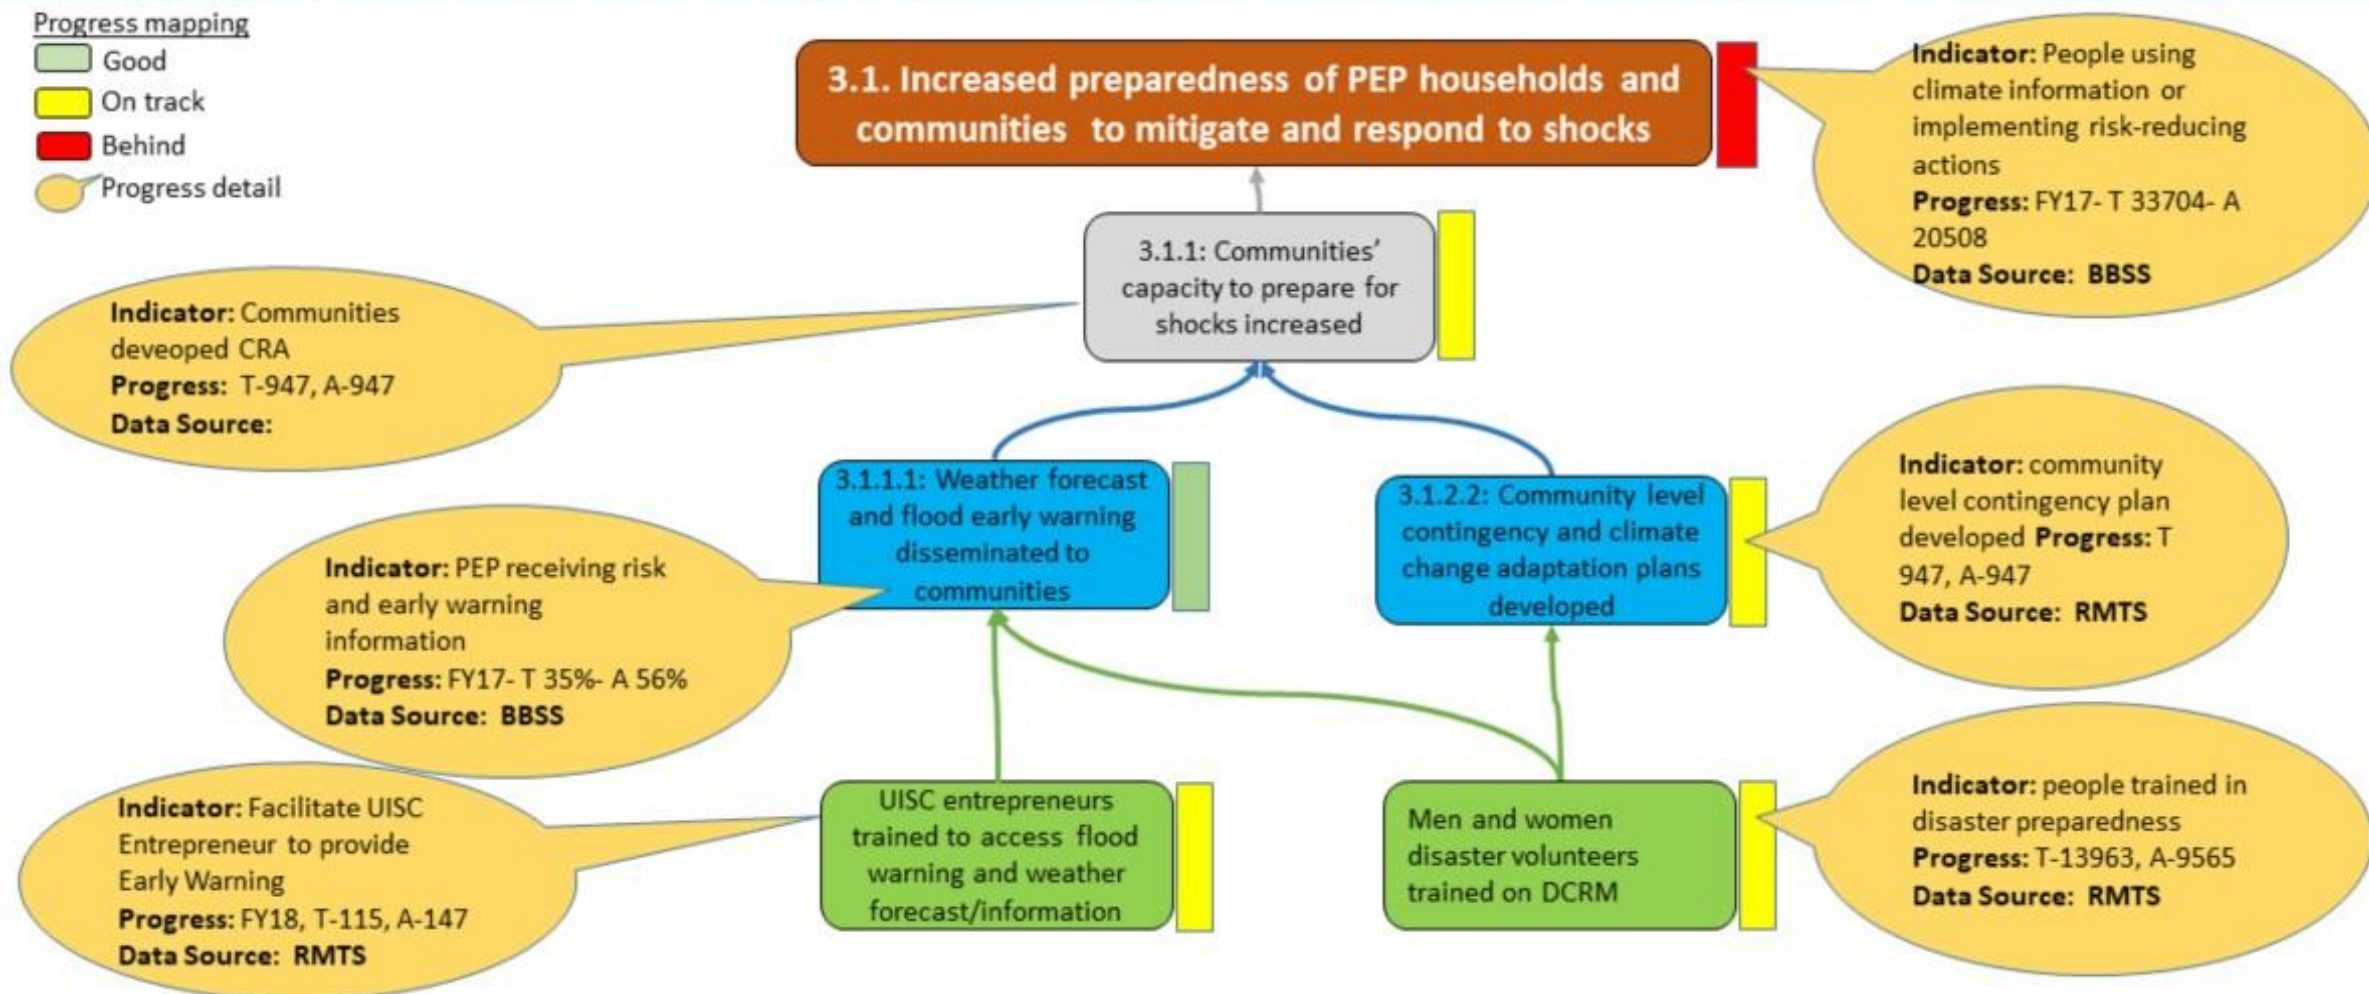 Progress mapping
Good
On track
Behind
Progress detail
3.1. Increased preparedness of PEP households and
communities to mitigate and respond to shocks
Indicator: People using
climate information or
implementing risk-reducing
actions
Progress: FY17- T 33704- A
20508
Data Source: BBSS
3.1.1: Communities’
capacity to prepare for
shocks increased
Indicator: Communities
deveoped CRA
Progress: T-947, A-947
Data Source:
3.1.1.1: Weather forecast
and flood early warning
disseminated to
communities
3.1.2.2: Community level
contingency and climate
change adaptation plans
developed
Indicator: community
level contingency plan
developed Progress: T
947, A-947
Data Source: RMTS
Indicator: PEP receiving risk
and early warning
information
Progress: FY17- T 35%- A 56%
Data Source: BBSS
Indicator: Facilitate UISC
Entrepreneur to provide
Early Warning
Progress: FY18, T-115, A-147
Data Source: RMTS
UISC entrepreneurs
trained to access flood
warning and weather
forecast/information
Men and women
disaster volunteers
trained on DCRM
Indicator: people trained in
disaster preparedness
Progress: T-13963, A-9565
Data Source: RMTS